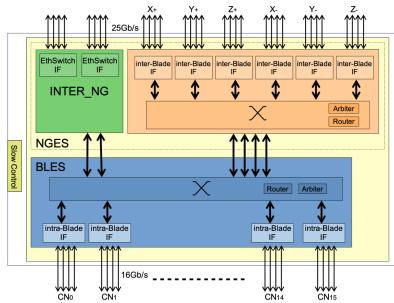 X+ Y+ Z+ X- Y- Z-
25Gb/s
EthSwitch IF EthSwitch IF
inter-Blade IF inter-Blade IF inter-Blade IF inter-Blade IF inter-Blade IF inter-Blade IF
INTER_NG
Arbiter
Router
NGES
Slow Control
BLES
Router Arbiter
intra-Blade IF intra-Blade IF intra-Blade IF intra-Blade IF
16Gb/s
CN0 CN1 CN14 CN15